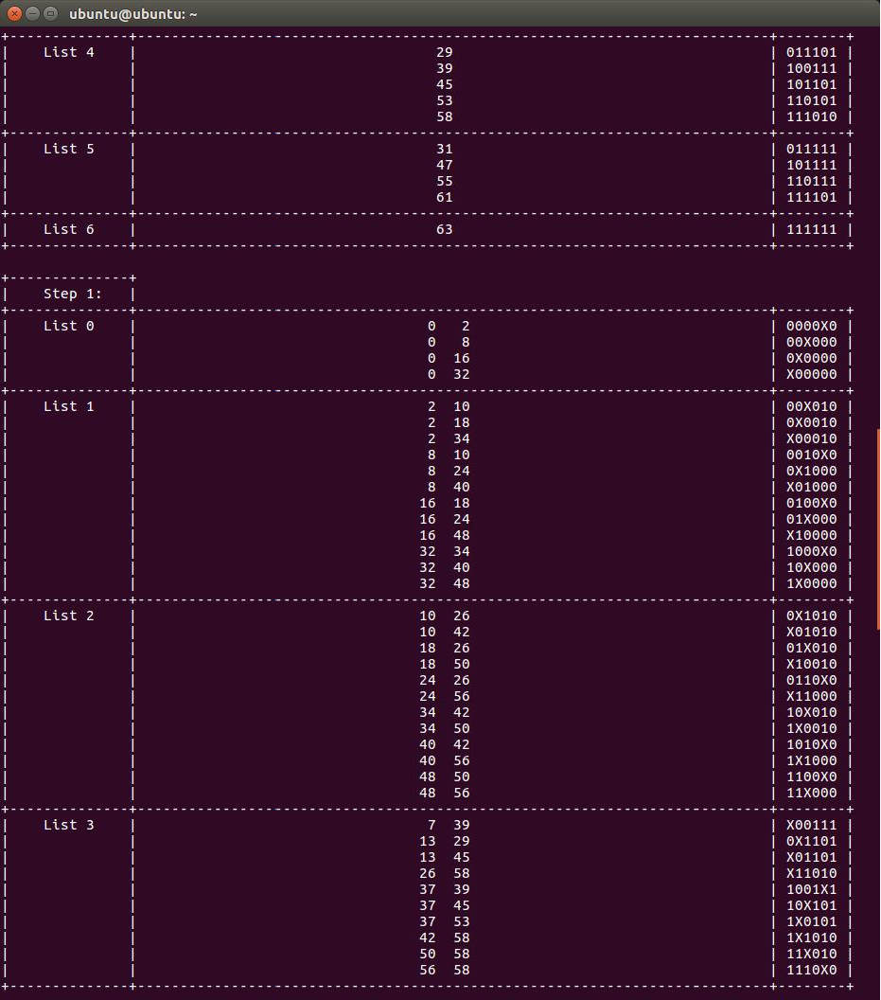 ubuntu@ubuntu: ~
+--------------+--------------------------------------------------------------------------+--------+
| List 4 | 29 | 011101 |
| | 39 | 100111 |
| | 45 | 101101 |
| | 53 | 110101 |
| | 58 | 111010 |
+--------------+--------------------------------------------------------------------------+--------+
| List 5 | 31 | 011111 |
| | 47 | 101111 |
| | 55 | 110111 |
| | 61 | 111101 |
+--------------+--------------------------------------------------------------------------+--------+
| List 6 | 63 | 111111 |
+--------------+--------------------------------------------------------------------------+--------+
+--------------+
| Step 1: |
+--------------+--------------------------------------------------------------------------+--------+
| List 0 | 0 2 | 0000X0 |
| | 0 8 | 00X000 |
| | 0 16 | 0X0000 |
| | 0 32 | X00000 |
+--------------+--------------------------------------------------------------------------+--------+
| List 1 | 2 10 | 00X010 |
| | 2 18 | 0X0010 |
| | 2 34 | X00010 |
| | 8 10 | 0010X0 |
| | 8 24 | 0X1000 |
| | 8 40 | X01000 |
| | 16 18 | 0100X0 |
| | 16 24 | 01X000 |
| | 16 48 | X10000 |
| | 32 34 | 1000X0 |
| | 32 40 | 10X000 |
| | 32 48 | 1X0000 |
+--------------+--------------------------------------------------------------------------+--------+
| List 2 | 10 26 | 0X1010 |
| | 10 42 | X01010 |
| | 18 26 | 01X010 |
| | 18 50 | X10010 |
| | 24 26 | 0110X0 |
| | 24 56 | X11000 |
| | 34 42 | 10X010 |
| | 34 50 | 1X0010 |
| | 40 42 | 1010X0 |
| | 40 56 | 1X1000 |
| | 48 50 | 1100X0 |
| | 48 56 | 11X000 |
+--------------+--------------------------------------------------------------------------+--------+
| List 3 | 7 39 | X00111 |
| | 13 29 | 0X1101 |
| | 13 45 | X01101 |
| | 26 58 | X11010 |
| | 37 39 | 1001X1 |
| | 37 45 | 10X101 |
| | 37 53 | 1X0101 |
| | 42 58 | 1X1010 |
| | 50 58 | 11X010 |
| | 56 58 | 1110X0 |
+--------------+--------------------------------------------------------------------------+--------+